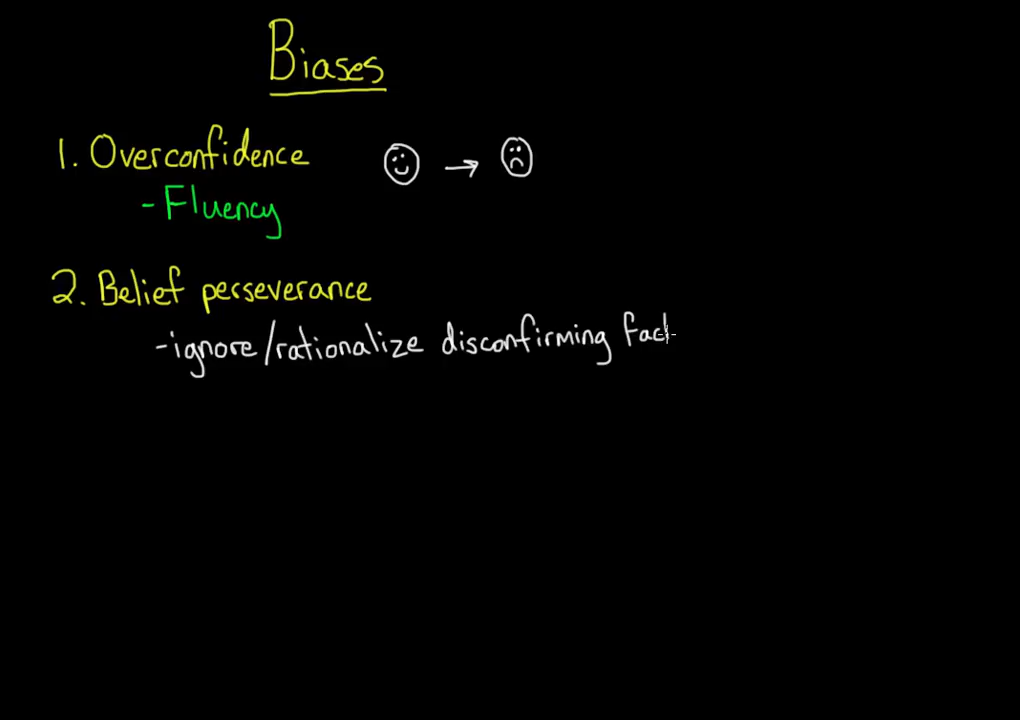 Biases
1. Overconfidence
- Fluency
2. Belief perseverance
- ignore/rationalize disconfirming